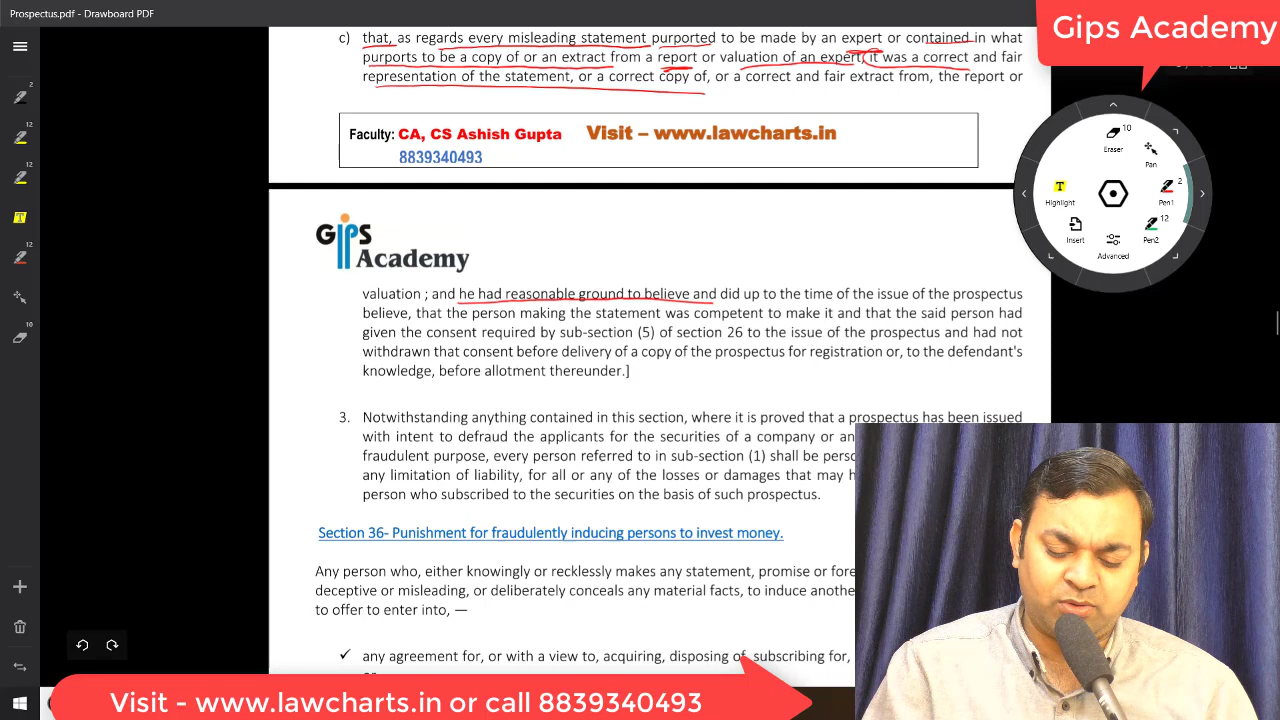 Prospectus.pdf - Drawboard PDF
Gips Academy
c) that, as regards every misleading statement purported to be made by an expert or contained in what
purports to be a copy of or an extract from a report or valuation of an expert, it was a correct and fair
representation of the statement, or a correct copy of, or a correct and fair extract from, the report or
Faculty: CA, CS Ashish Gupta Visit – www.lawcharts.in
8839340493
2
12
12
12
10
Eraser 10
Pan
Highlight
Pen1 2
Insert
Pen2 12
Advanced
GIPS
Academy
valuation ; and he had reasonable ground to believe and did up to the time of the issue of the prospectus
believe, that the person making the statement was competent to make it and that the said person had
given the consent required by sub-section (5) of section 26 to the issue of the prospectus and had not
withdrawn that consent before delivery of a copy of the prospectus for registration or, to the defendant's
knowledge, before allotment thereunder.]
3. Notwithstanding anything contained in this section, where it is proved that a prospectus has been issued
with intent to defraud the applicants for the securities of a company or an
fraudulent purpose, every person referred to in sub-section (1) shall be perso
any limitation of liability, for all or any of the losses or damages that may h
person who subscribed to the securities on the basis of such prospectus.
Section 36- Punishment for fraudulently inducing persons to invest money.
Any person who, either knowingly or recklessly makes any statement, promise or fore
deceptive or misleading, or deliberately conceals any material facts, to induce anothe
to offer to enter into, —
✓ any agreement for, or with a view to, acquiring, disposing of, subscribing for,
Visit - www.lawcharts.in or call 8839340493